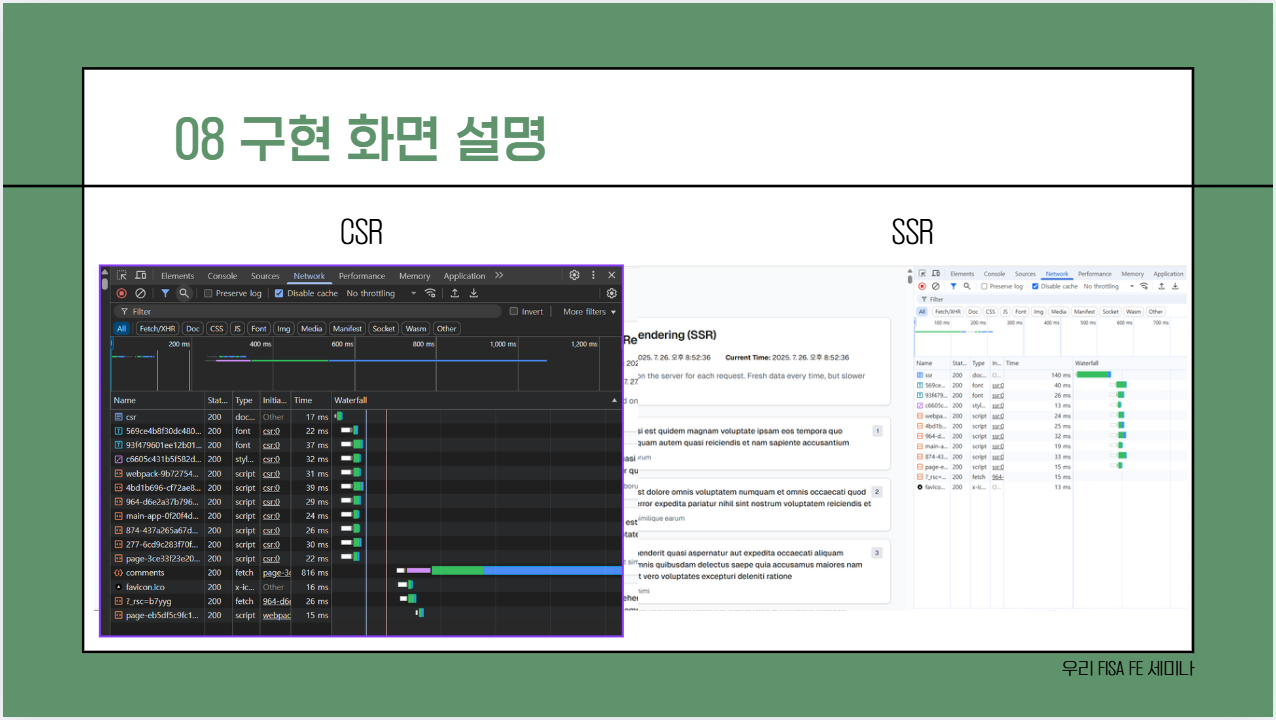 08 구현 화면 설명
CSR
SSR
Elements Console Sources Network Performance Memory Application
Preserve log Disable cache No throttling
Filter Invert More filters
All Fetch/XHR Doc CSS JS Font Img Media Manifest Socket Wasm Other
200 ms 400 ms 600 ms 800 ms 1,000 ms 1,200 ms
Name Stat... Type Initia... Time Waterfall
csr 200 doc... Other 17 ms
569ce4b8f30dc480... 200 font csr:0 22 ms
93f479601ee12b01... 200 font csr:0 37 ms
c6605c431b5f582d... 200 styl... csr:0 32 ms
webpack-9b72754... 200 script csr:0 31 ms
4bd1b696-cf72ae8... 200 script csr:0 39 ms
964-d6e2a37b796... 200 script csr:0 29 ms
main-app-0f20f4d... 200 script csr:0 24 ms
874-437a265a67d... 200 script csr:0 26 ms
277-6cd9c283f70f... 200 script csr:0 30 ms
page-3ce33f23e20... 200 script csr:0 22 ms
comments 200 fetch page-3c 816 ms
favicon.ico 200 x-ic... Other 16 ms
?_rsc=b7yyg 200 fetch 964-d6e 26 ms
page-eb5df5c9fc1... 200 script webpac 15 ms
Re
endering (SSR)
025. 7. 26. 오후 8:52:36 Current Time: 2025. 7. 26. 오후 8:52:36
on the server for each request. Fresh data every time, but slower
si est quidem magnam voluptate ipsam eos tempora quo 1
quam autem quasi reiciendis et nam sapiente accusantium
st dolore omnis voluptatem numquam et omnis occaecati quod 2
error expedita pariatur nihil sint nostrum voluptatem reiciendis et
similique earum
henderit quasi aspernatur aut expedita occaecati aliquam 3
mnis quibusdam delectus saepe quia accusamus maiores nam
t vero voluptates excepturi deleniti ratione
Elements Console Sources Network Performance Memory Application
Preserve log Disable cache No throttling
Filter
All Fetch/XHR Doc CSS JS Font Img Media Manifest Socket Wasm Other
100 ms 200 ms 300 ms 400 ms 500 ms 600 ms 700 ms
Name Stat... Type In... Time Waterfall
ssr 200 doc... O... 140 ms
569ce... 200 font ssr:0 40 ms
93f479... 200 font ssr:0 26 ms
c6605c... 200 styl... ssr:0 13 ms
webpa... 200 script ssr:0 24 ms
4bd1b... 200 script ssr:0 25 ms
964-d... 200 script ssr:0 32 ms
main-a... 200 script ssr:0 19 ms
874-43... 200 script ssr:0 33 ms
page-e... 200 script ssr:0 15 ms
?_rsc=... 200 fetch 964- 15 ms
favico... 200 x-ic... O... 13 ms
우리 FISA FE 세미나